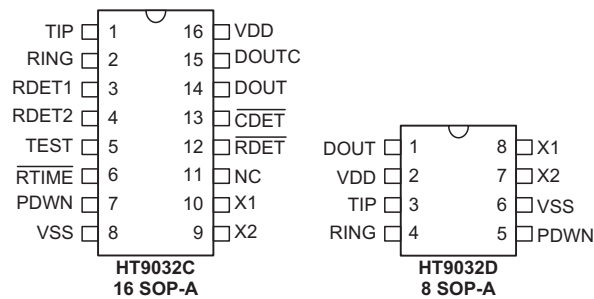 TIP 1 16 VDD
RING 2 15 DOUTC
RDET1 3 14 DOUT
RDET2 4 13 CDET
TEST 5 12 RDET
RTIME 6 11 NC
PDWN 7 10 X1
VSS 8 9 X2
HT9032C
16 SOP-A
DOUT 1 8 X1
VDD 2 7 X2
TIP 3 6 VSS
RING 4 5 PDWN
HT9032D
8 SOP-A